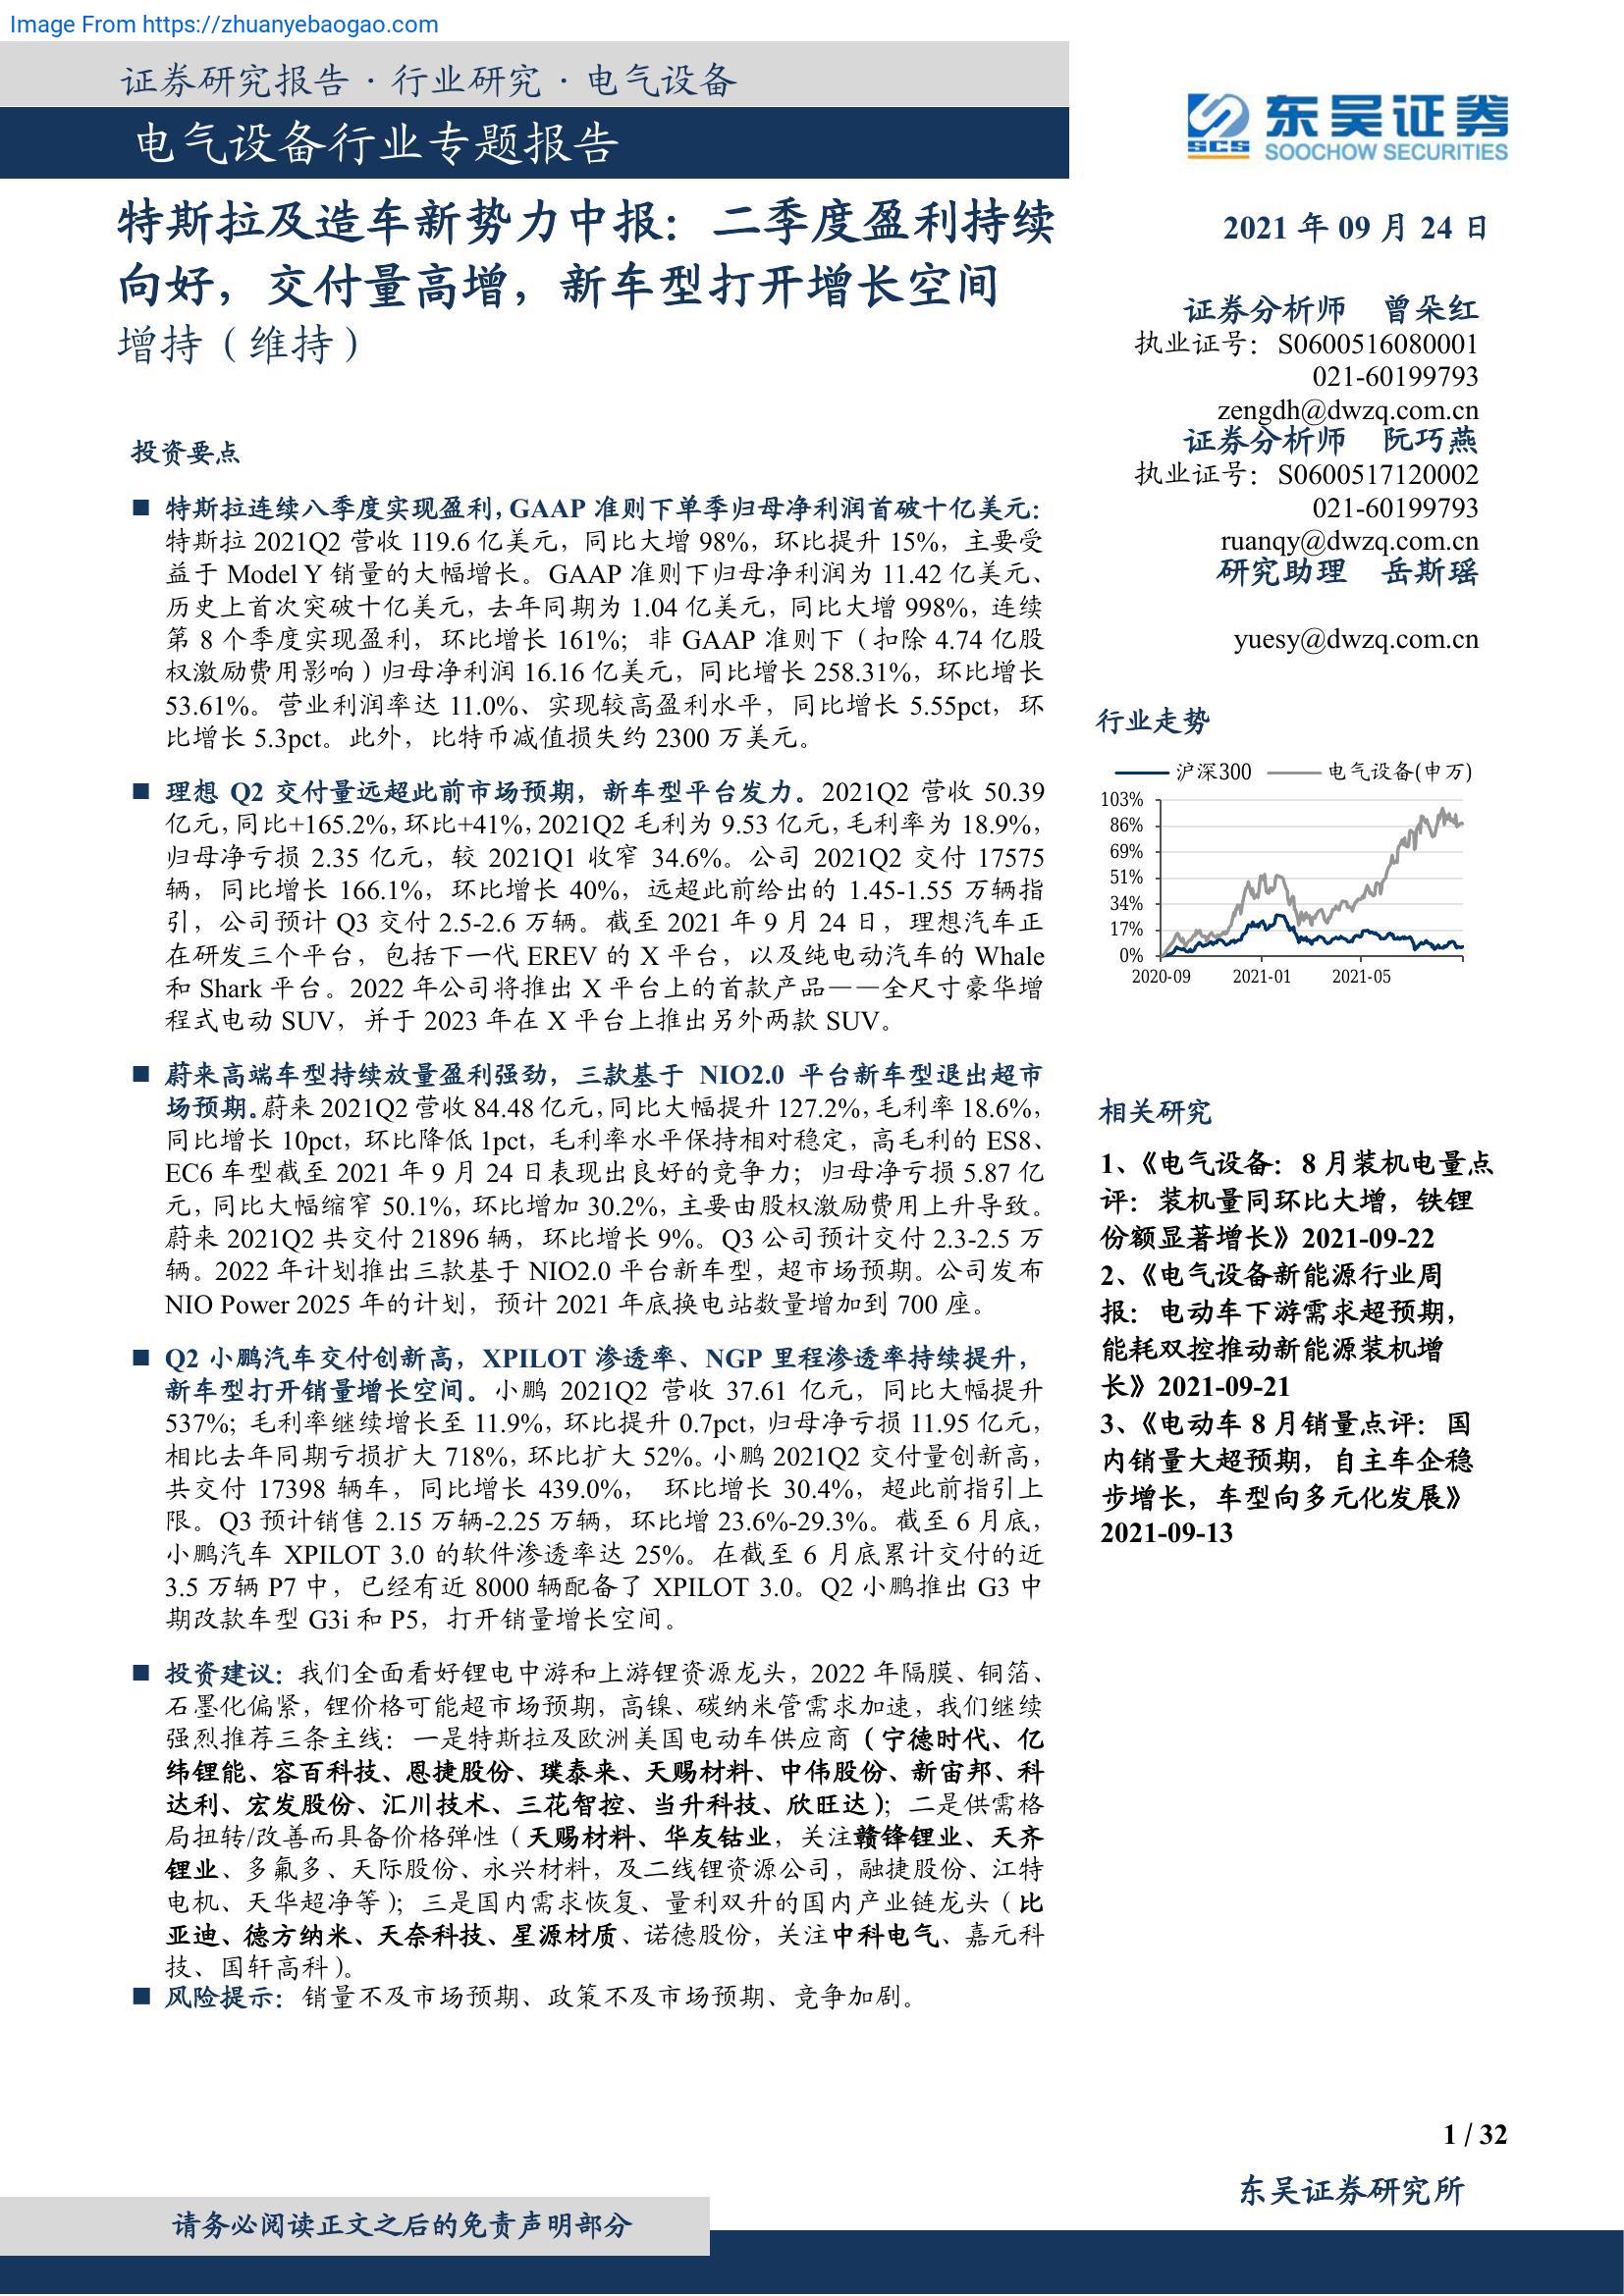 Image From https://zhuanyebaogao.com
证券研究报告·行业研究·电气设备
电气设备行业专题报告
东吴证券
SCS
SOOCHOW SECURITIES
特斯拉及造车新势力中报：二季度盈利持续
向好，交付量高增，新车型打开增长空间
增持（维持）
2021 年 09 月 24 日
证券分析师 曾朵红
执业证号：S0600516080001
021-60199793
zengdh@dwzq.com.cn
证券分析师 阮巧燕
执业证号：S0600517120002
021-60199793
ruanqy@dwzq.com.cn
研究助理 岳斯瑶
yuesy@dwzq.com.cn
投资要点
■ 特斯拉连续八季度实现盈利，GAAP 准则下单季归母净利润首破十亿美元：
特斯拉 2021Q2 营收 119.6 亿美元，同比大增 98%，环比提升 15%，主要受
益于 Model Y 销量的大幅增长。GAAP 准则下归母净利润为 11.42 亿美元、
历史上首次突破十亿美元，去年同期为 1.04 亿美元，同比大增 998%，连续
第 8 个季度实现盈利，环比增长 161%；非 GAAP 准则下（扣除 4.74 亿股
权激励费用影响）归母净利润 16.16 亿美元，同比增长 258.31%，环比增长
53.61%。营业利润率达 11.0%、实现较高盈利水平，同比增长 5.55pct，环
比增长 5.3pct。此外，比特币减值损失约 2300 万美元。
■ 理想 Q2 交付量远超此前市场预期，新车型平台发力。2021Q2 营收 50.39
亿元，同比+165.2%，环比+41%，2021Q2 毛利为 9.53 亿元，毛利率为 18.9%，
归母净亏损 2.35 亿元，较 2021Q1 收窄 34.6%。公司 2021Q2 交付 17575
辆，同比增长 166.1%，环比增长 40%，远超此前给出的 1.45-1.55 万辆指
引，公司预计 Q3 交付 2.5-2.6 万辆。截至 2021 年 9 月 24 日，理想汽车正
在研发三个平台，包括下一代 EREV 的 X 平台，以及纯电动汽车的 Whale
和 Shark 平台。2022 年公司将推出 X 平台上的首款产品——全尺寸豪华增
程式电动 SUV，并于 2023 年在 X 平台上推出另外两款 SUV。
■ 蔚来高端车型持续放量盈利强劲，三款基于 NIO2.0 平台新车型退出超市
场预期。蔚来 2021Q2 营收 84.48 亿元，同比大幅提升 127.2%，毛利率 18.6%，
同比增长 10pct，环比降低 1pct，毛利率水平保持相对稳定，高毛利的 ES8、
EC6 车型截至 2021 年 9 月 24 日表现出良好的竞争力；归母净亏损 5.87 亿
元，同比大幅缩窄 50.1%，环比增加 30.2%，主要由股权激励费用上升导致。
蔚来 2021Q2 共交付 21896 辆，环比增长 9%。Q3 公司预计交付 2.3-2.5 万
辆。2022 年计划推出三款基于 NIO2.0 平台新车型，超市场预期。公司发布
NIO Power 2025 年的计划，预计 2021 年底换电站数量增加到 700 座。
■ Q2 小鹏汽车交付创新高，XPILOT 渗透率、NGP 里程渗透率持续提升，
新车型打开销量增长空间。小鹏 2021Q2 营收 37.61 亿元，同比大幅提升
537%；毛利率继续增长至 11.9%，环比提升 0.7pct，归母净亏损 11.95 亿元，
相比去年同期亏损扩大 718%，环比扩大 52%。小鹏 2021Q2 交付量创新高，
共交付 17398 辆车，同比增长 439.0%， 环比增长 30.4%，超此前指引上
限。Q3 预计销售 2.15 万辆-2.25 万辆，环比增 23.6%-29.3%。截至 6 月底，
小鹏汽车 XPILOT 3.0 的软件渗透率达 25%。在截至 6 月底累计交付的近
3.5 万辆 P7 中，已经有近 8000 辆配备了 XPILOT 3.0。Q2 小鹏推出 G3 中
期改款车型 G3i 和 P5，打开销量增长空间。
■ 投资建议：我们全面看好锂电中游和上游锂资源龙头，2022 年隔膜、铜箔、
石墨化偏紧，锂价格可能超市场预期，高镍、碳纳米管需求加速，我们继续
强烈推荐三条主线：一是特斯拉及欧洲美国电动车供应商（宁德时代、亿
纬锂能、容百科技、恩捷股份、璞泰来、天赐材料、中伟股份、新宙邦、科
达利、宏发股份、汇川技术、三花智控、当升科技、欣旺达）；二是供需格
局扭转/改善而具备价格弹性（天赐材料、华友钴业，关注赣锋锂业、天齐
锂业、多氟多、天际股份、永兴材料，及二线锂资源公司，融捷股份、江特
电机、天华超净等）；三是国内需求恢复、量利双升的国内产业链龙头（比
亚迪、德方纳米、天奈科技、星源材质、诺德股份，关注中科电气、嘉元科
技、国轩高科）。
■ 风险提示：销量不及市场预期、政策不及市场预期、竞争加剧。
行业走势
沪深300 电气设备(申万)
103%
86%
69%
51%
34%
17%
0%
2020-09 2021-01 2021-05
相关研究
1、《电气设备：8 月装机电量点
评：装机量同环比大增，铁锂
份额显著增长》2021-09-22
2、《电气设备新能源行业周
报：电动车下游需求超预期，
能耗双控推动新能源装机增
长》2021-09-21
3、《电动车 8 月销量点评：国
内销量大超预期，自主车企稳
步增长，车型向多元化发展》
2021-09-13
1 / 32
东吴证券研究所
请务必阅读正文之后的免责声明部分